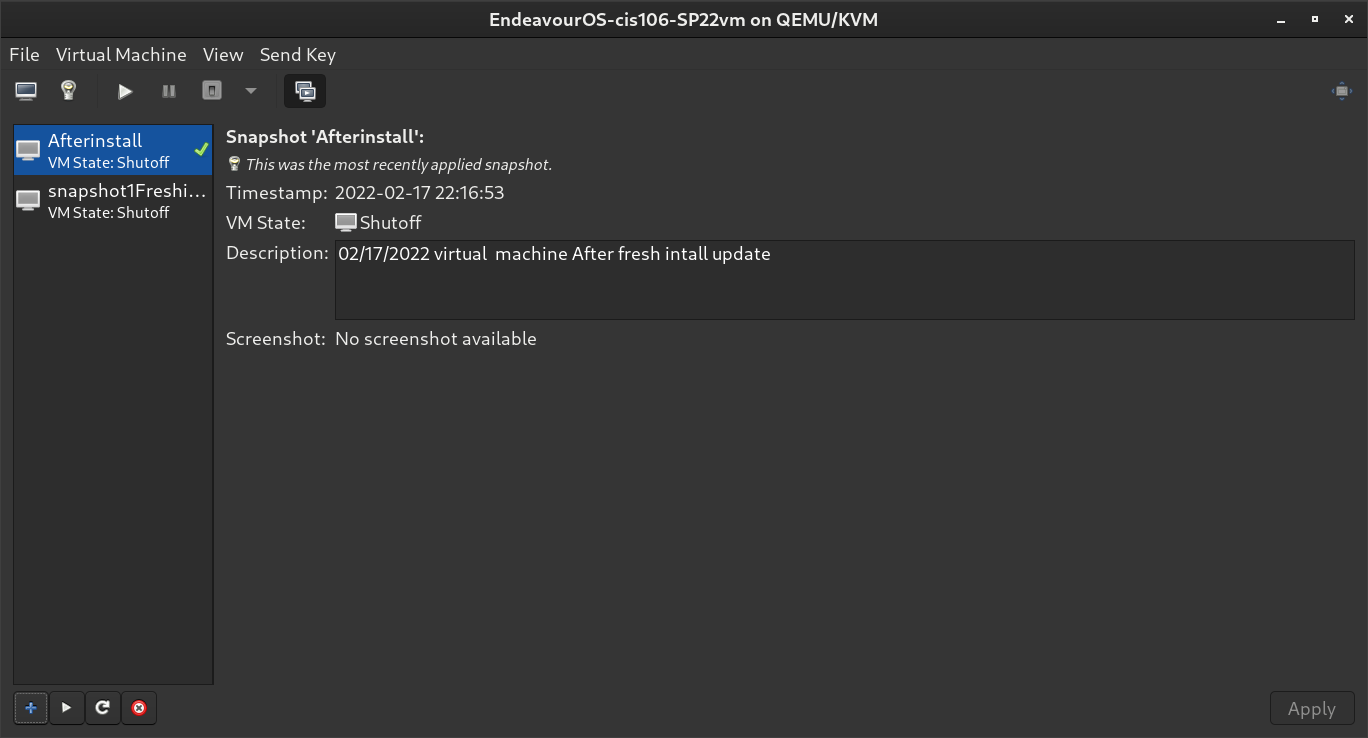 EndeavourOS-cis106-SP22vm on QEMU/KVM
File Virtual Machine View Send Key
Afterinstall
VM State: Shutoff
snapshot1Freshi...
VM State: Shutoff
Snapshot 'Afterinstall':
This was the most recently applied snapshot.
Timestamp: 2022-02-17 22:16:53
VM State: Shutoff
Description: 02/17/2022 virtual  machine After fresh intall update
Screenshot: No screenshot available
Apply